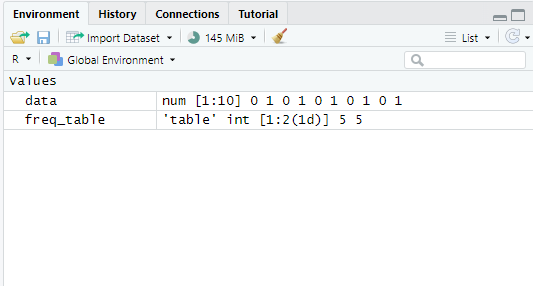 Environment History Connections Tutorial
Import Dataset 145 MiB List
R Global Environment
Values
data num [1:10] 0 1 0 1 0 1 0 1 0 1
freq_table 'table' int [1:2(1d)] 5 5